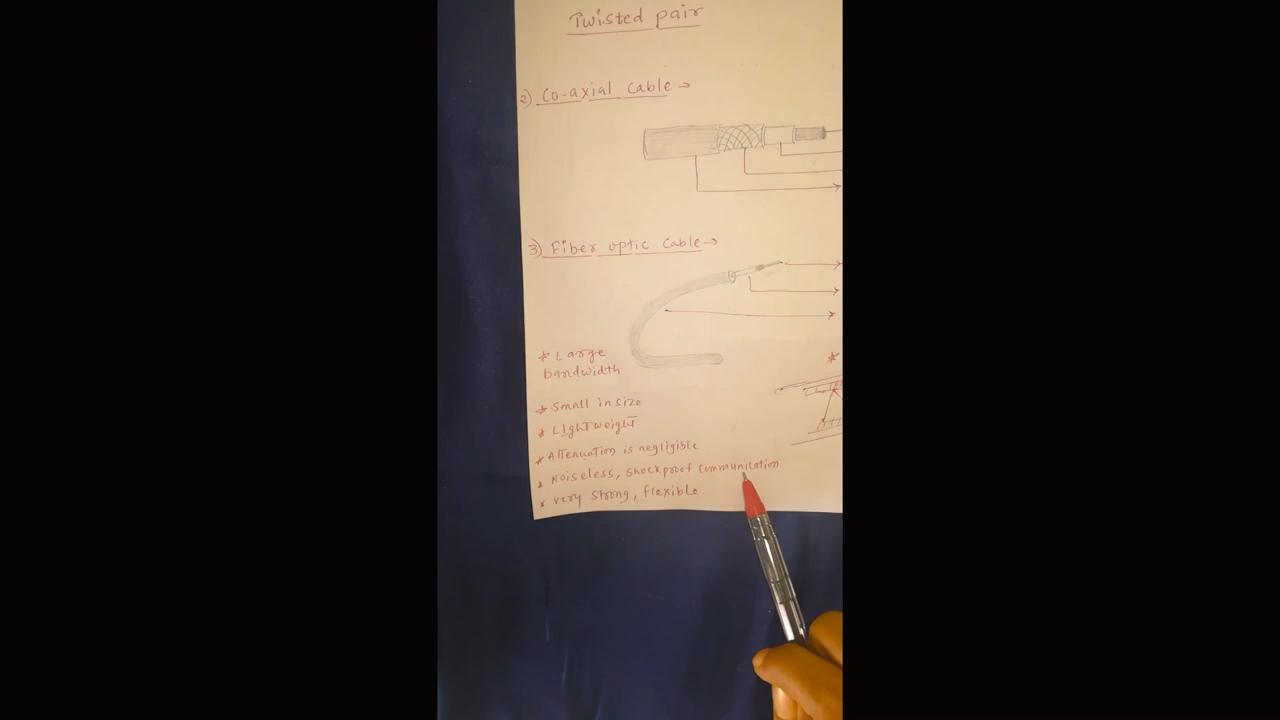 Twisted pair
2) Co-axial Cable →
3) Fiber optic Cable →
* Large
bandwidth
*
* Small in size
* Lightweight
* Attenuation is negligible
* Noiseless, shockproof Communication
* very strong, flexible